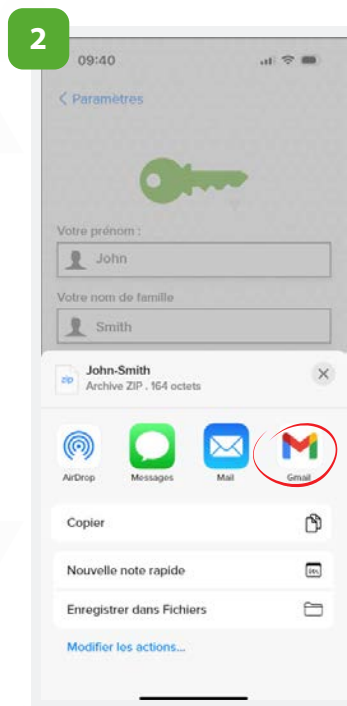 2
09:40
Paramètres
Votre prénom :
John
Votre nom de famille
Smith
zip
John-Smith
Archive ZIP . 164 octets
AirDrop
Messages
Mail
Gmail
Copier
Nouvelle note rapide
Enregistrer dans Fichiers
Modifier les actions...